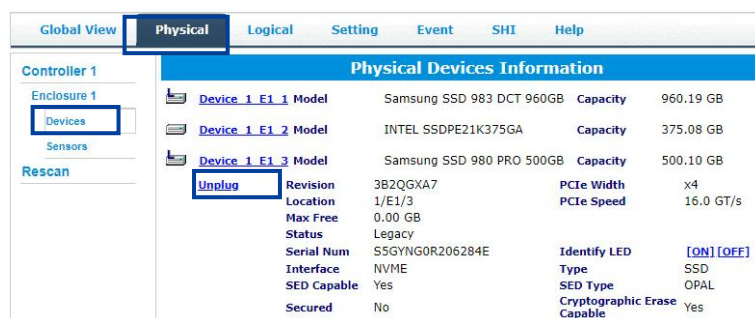 Global View Physical Logical Setting Event SHI Help
Controller 1
Enclosure 1
Devices
Sensors
Rescan
Physical Devices Information
Device_1_E1_1 Model Samsung SSD 983 DCT 960GB Capacity 960.19 GB
Device_1_E1_2 Model INTEL SSDPE21K375GA Capacity 375.08 GB
Device_1_E1_3 Model Samsung SSD 980 PRO 500GB Capacity 500.10 GB
Unplug Revision 3B2QGXA7 PCIe Width x4
Location 1/E1/3 PCIe Speed 16.0 GT/s
Max Free 0.00 GB
Status Legacy
Serial Num S5GYNG0R206284E Identify LED [ON] [OFF]
Interface NVME Type SSD
SED Capable Yes SED Type OPAL
Secured No Cryptographic Erase Capable Yes